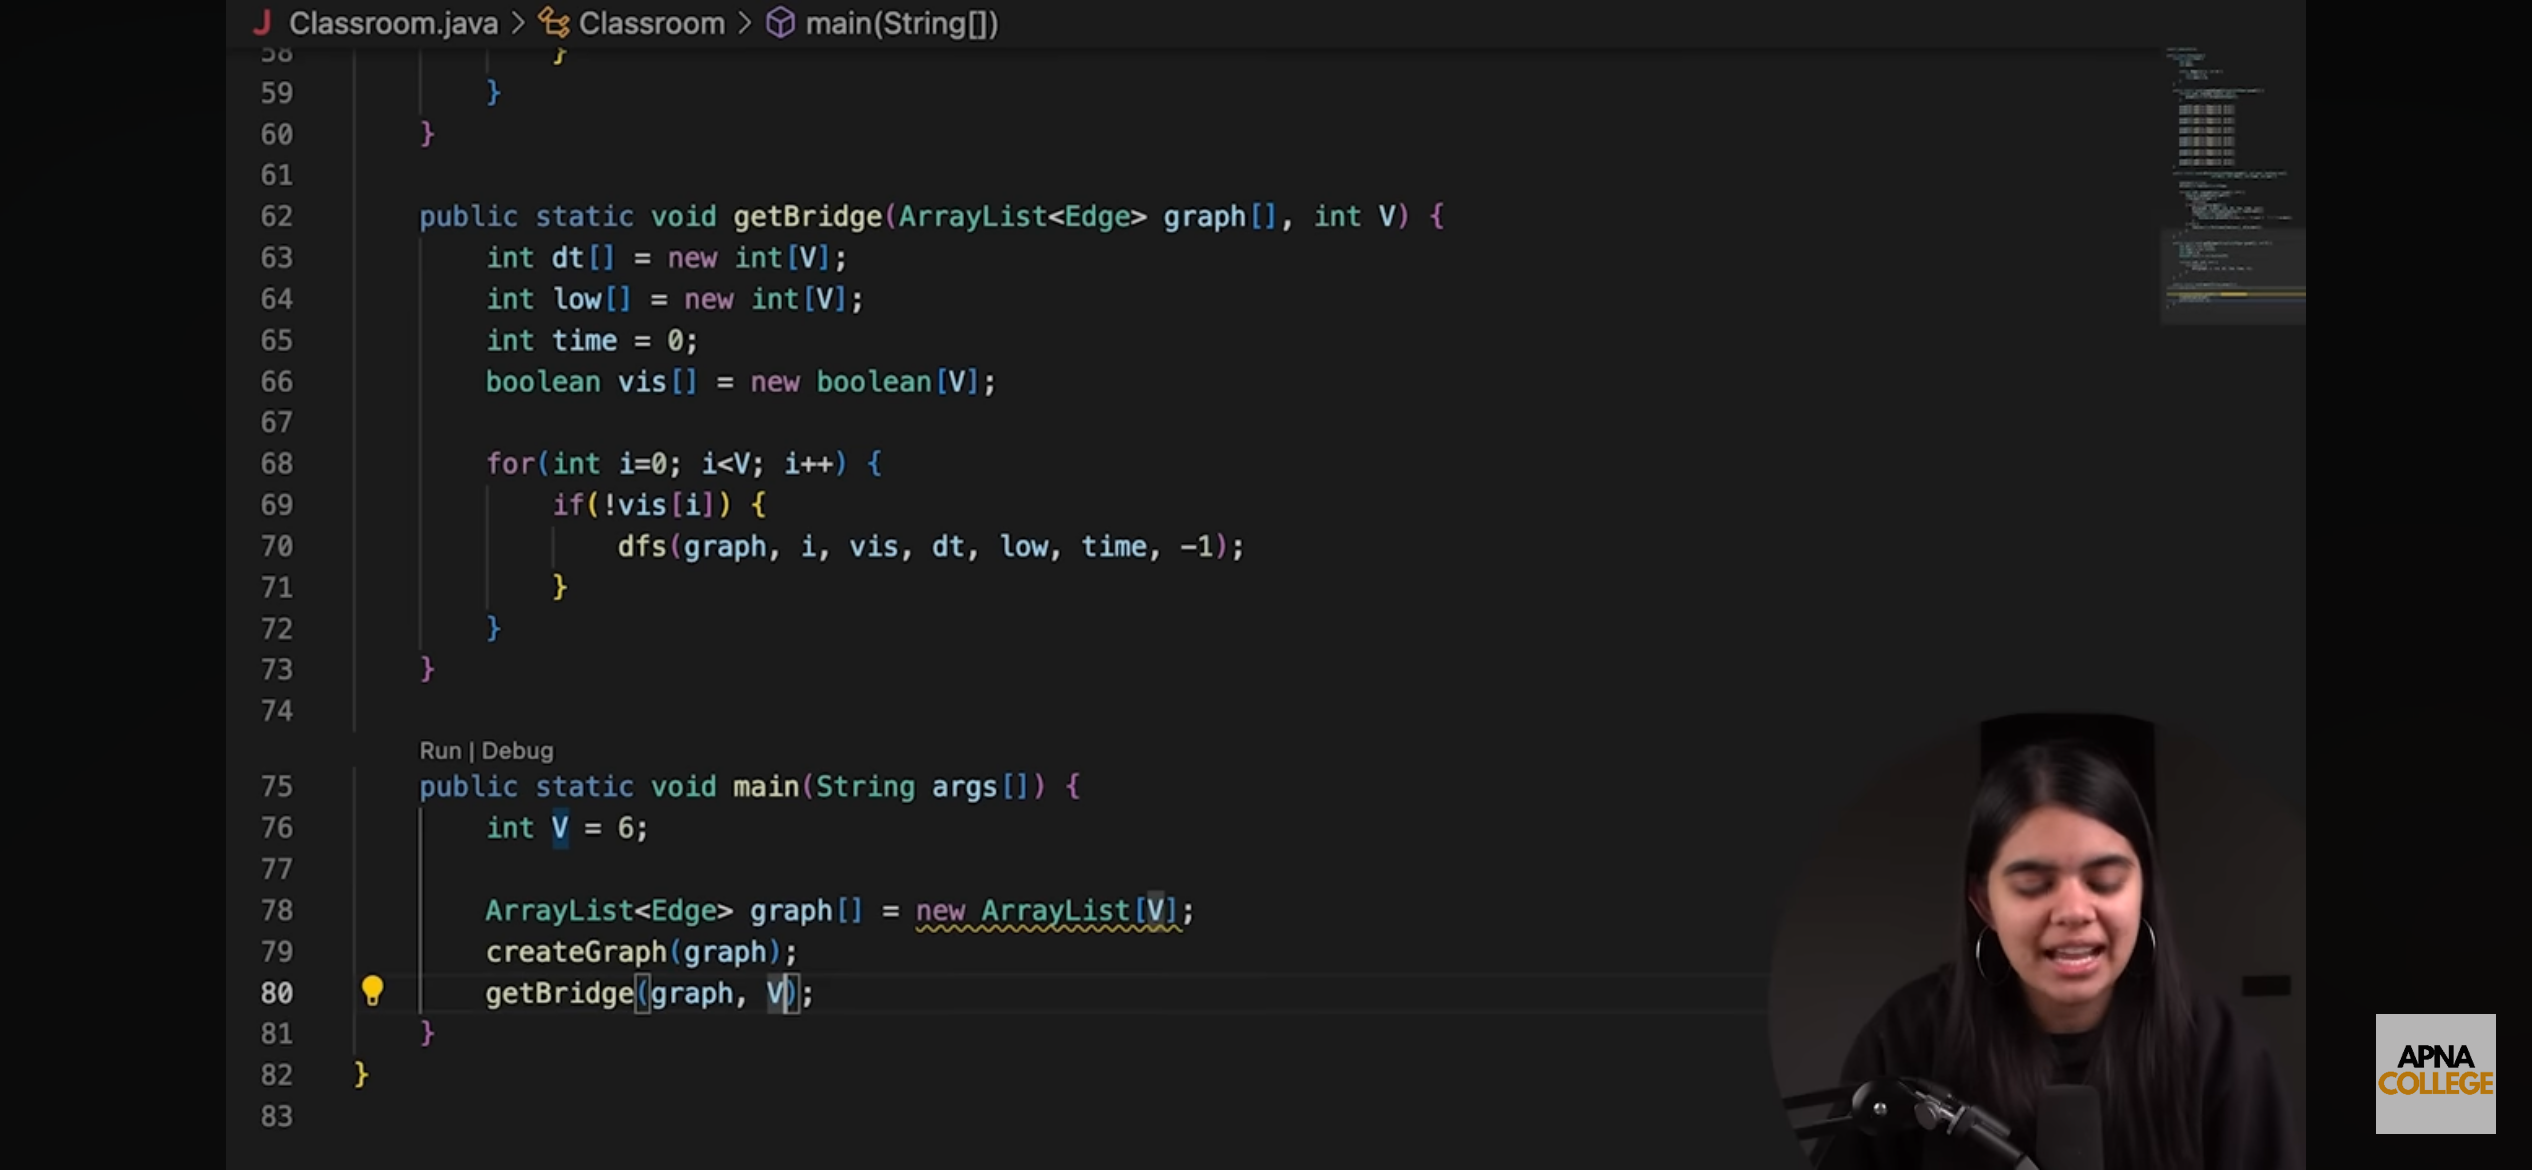 J Classroom.java > Classroom > main(String[])
58 }
59 }
60 }
61
62 public static void getBridge(ArrayList<Edge> graph[], int V) {
63 int dt[] = new int[V];
64 int low[] = new int[V];
65 int time = 0;
66 boolean vis[] = new boolean[V];
67
68 for(int i=0; i<V; i++) {
69 if(!vis[i]) {
70 dfs(graph, i, vis, dt, low, time, -1);
71 }
72 }
73 }
74
Run | Debug
75 public static void main(String args[]) {
76 int V = 6;
77
78 ArrayList<Edge> graph[] = new ArrayList[V];
79 createGraph(graph);
80 getBridge(graph, V);
81 }
82 }
83
APNA
COLLEGE